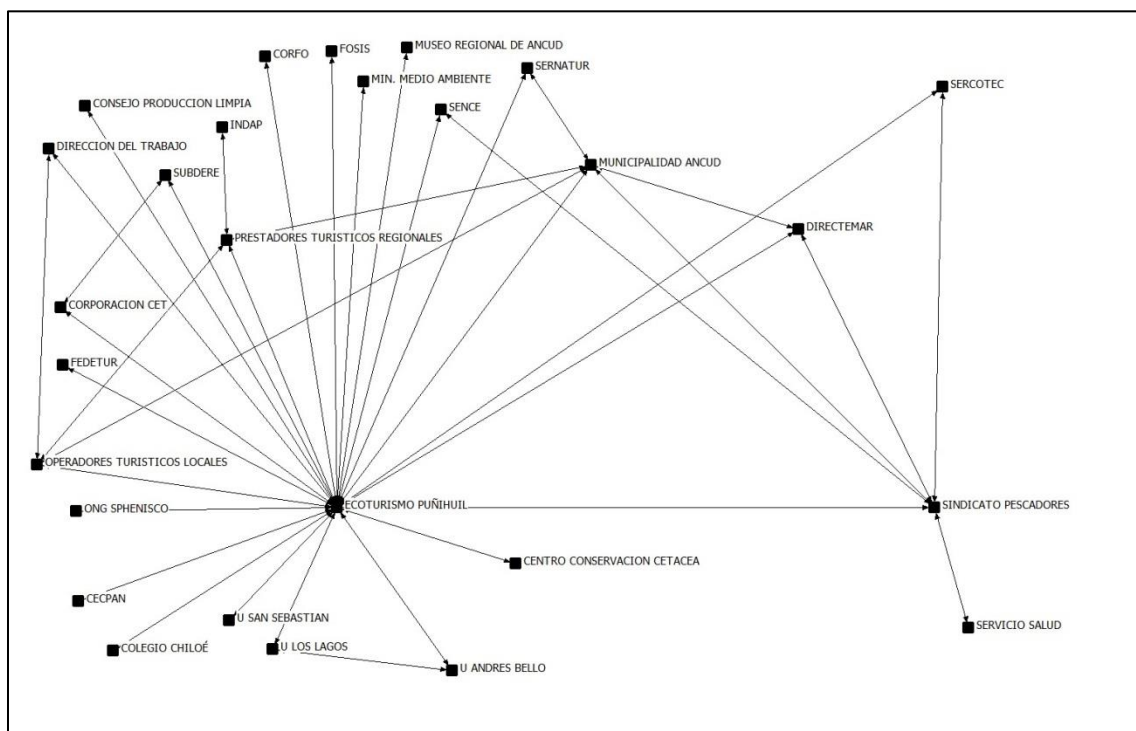 MUSEO REGIONAL DE ANCUD
FOSIS
CORFO
SERNATUR
MIN. MEDIO AMBIENTE
SERCOTEC
CONSEJO PRODUCCION LIMPIA
SENCE
INDAP
DIRECCION DEL TRABAJO
MUNICIPALIDAD ANCUD
SUBDERE
DIRECTEMAR
PRESTADORES TURISTICOS REGIONALES
CORPORACION CET
FEDETUR
OPERADORES TURISTICOS LOCALES
ONG SPHENISCO
ECOTURISMO PUÑIHUIL
SINDICATO PESCADORES
CENTRO CONSERVACION CETACEA
CECPAN
U SAN SEBASTIAN
SERVICIO SALUD
COLEGIO CHILOÉ
U LOS LAGOS
U ANDRES BELLO